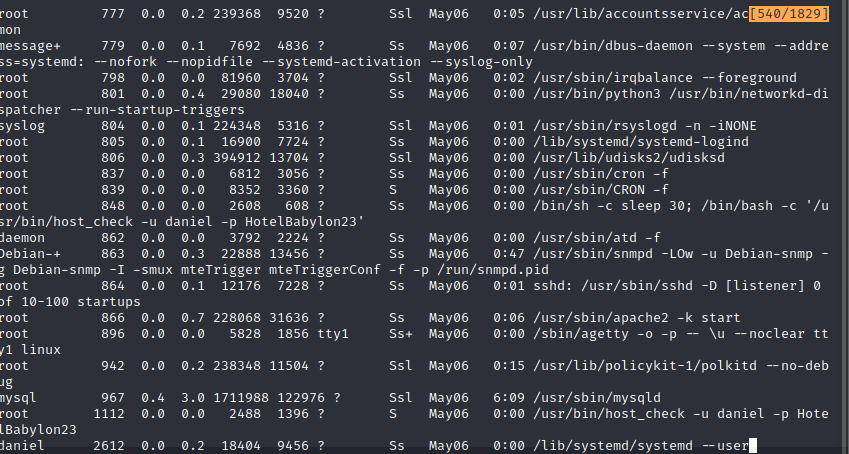 root         777  0.0  0.2 239368  9520 ?        Ssl  May06   0:05 /usr/lib/accountsservice/ac[540/1829]
mon
message+     779  0.0  0.1   7692  4836 ?        Ss   May06   0:07 /usr/bin/dbus-daemon --system --addre
ss=systemd: --nofork --nopidfile --systemd-activation --syslog-only
root         798  0.0  0.0  81960  3704 ?        Ssl  May06   0:02 /usr/sbin/irqbalance --foreground
root         801  0.0  0.4  29080 18040 ?        Ss   May06   0:00 /usr/bin/python3 /usr/bin/networkd-di
spatcher --run-startup-triggers
syslog       804  0.0  0.1 224348  5316 ?        Ssl  May06   0:01 /usr/sbin/rsyslogd -n -iNONE
root         805  0.0  0.1  16900  7724 ?        Ss   May06   0:00 /lib/systemd/systemd-logind
root         806  0.0  0.3 394912 13704 ?        Ssl  May06   0:00 /usr/lib/udisks2/udisksd
root         837  0.0  0.0   6812  3056 ?        Ss   May06   0:00 /usr/sbin/cron -f
root         839  0.0  0.0   8352  3360 ?        S    May06   0:00 /usr/sbin/CRON -f
root         848  0.0  0.0   2608   608 ?        Ss   May06   0:00 /bin/sh -c sleep 30; /bin/bash -c '/u
sr/bin/host_check -u daniel -p HotelBabylon23'
daemon       862  0.0  0.0   3792  2224 ?        Ss   May06   0:00 /usr/sbin/atd -f
Debian-+     863  0.0  0.3  22888 13456 ?        Ss   May06   0:47 /usr/sbin/snmpd -LOw -u Debian-snmp -
g Debian-snmp -I -smux mteTrigger mteTriggerConf -f -p /run/snmpd.pid
root         864  0.0  0.1  12176  7228 ?        Ss   May06   0:01 sshd: /usr/sbin/sshd -D [listener] 0
of 10-100 startups
root         866  0.0  0.7 228068 31636 ?        Ss   May06   0:06 /usr/sbin/apache2 -k start
root         896  0.0  0.0   5828  1856 tty1     Ss+  May06   0:00 /sbin/agetty -o -p -- \u --noclear tt
y1 linux
root         942  0.0  0.2 238348 11504 ?        Ssl  May06   0:15 /usr/lib/policykit-1/polkitd --no-deb
ug
mysql        967  0.4  3.0 1711988 122976 ?      Ssl  May06   6:09 /usr/sbin/mysqld
root        1112  0.0  0.0   2488  1396 ?        S    May06   0:00 /usr/bin/host_check -u daniel -p Hote
lBabylon23
daniel      2612  0.0  0.2  18404  9456 ?        Ss   May06   0:00 /lib/systemd/systemd --user